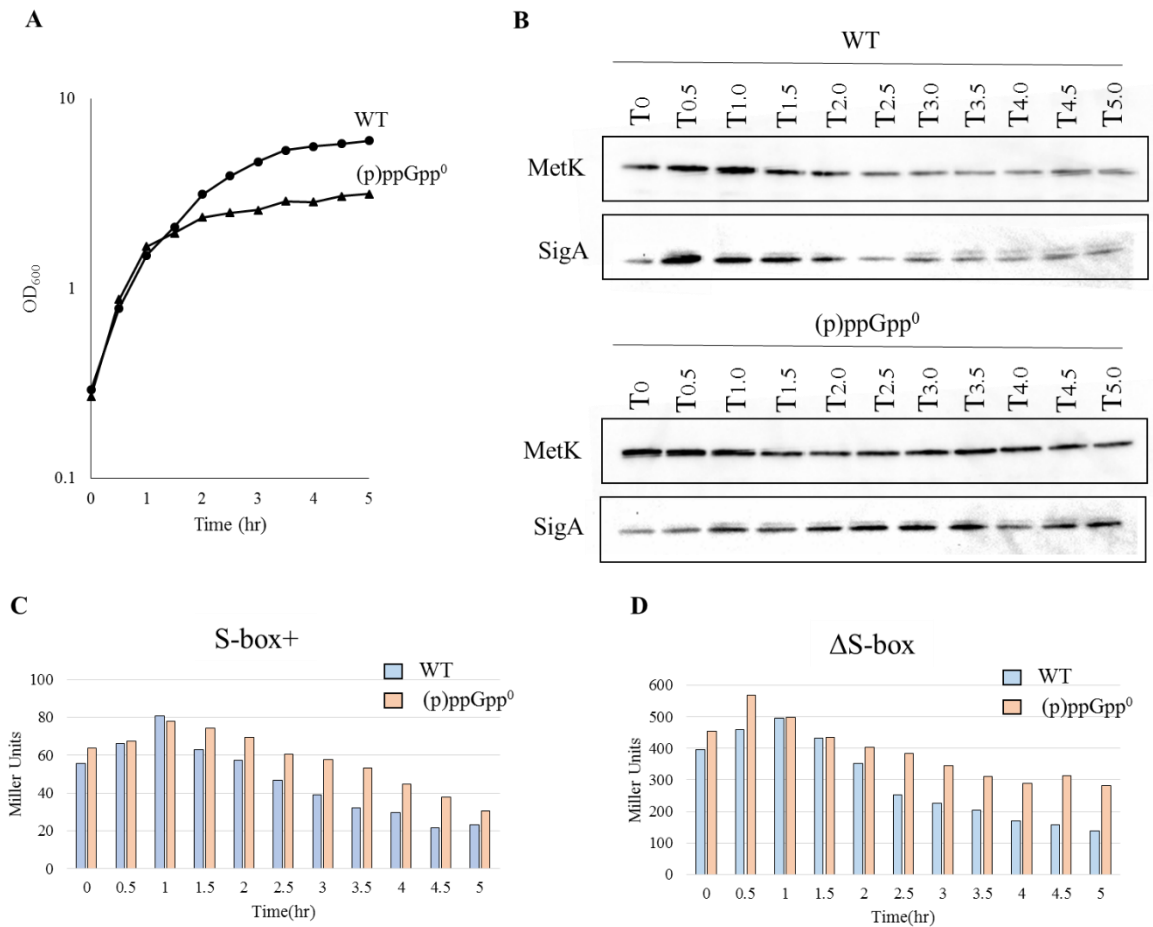 A
10
1
0.1
OD600
WT
(p)ppGpp0
0 1 2 3 4 5
Time (hr)
B
WT
T0 T0.5 T1.0 T1.5 T2.0 T2.5 T3.0 T3.5 T4.0 T4.5 T5.0
MetK
SigA
(p)ppGpp0
T0 T0.5 T1.0 T1.5 T2.0 T2.5 T3.0 T3.5 T4.0 T4.5 T5.0
MetK
SigA
C
S-box+
WT
(p)ppGpp0
100
80
60
40
20
0
Miller Units
0 0.5 1 1.5 2 2.5 3 3.5 4 4.5 5
Time(hr)
D
ΔS-box
WT
(p)ppGpp0
600
500
400
300
200
100
0
Miller Units
0 0.5 1 1.5 2 2.5 3 3.5 4 4.5 5
Time(hr)